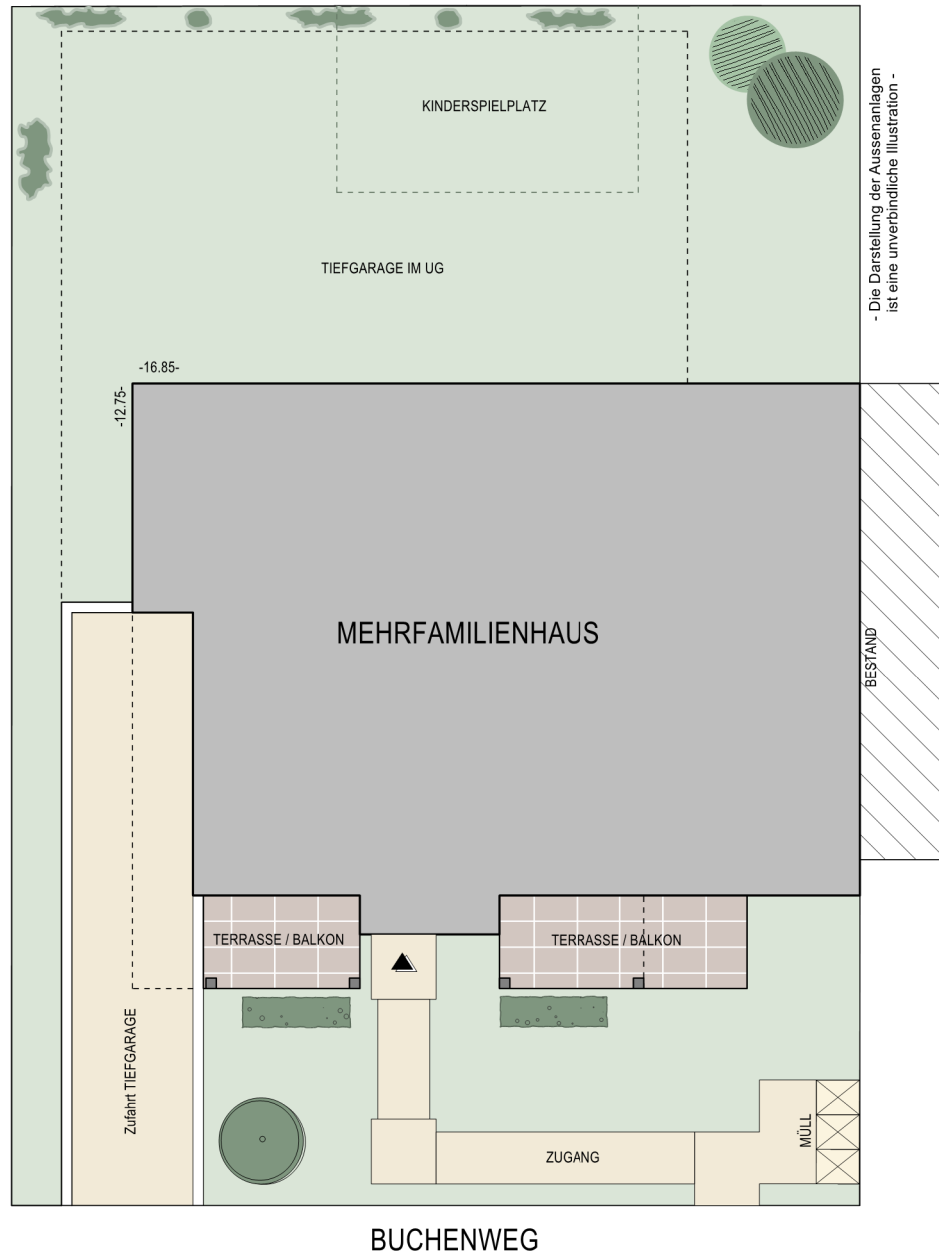 KINDERSPIELPLATZ
- Die Darstellung der Aussenanlagen
ist eine unverbindliche Illustration -
TIEFGARAGE IM UG
-16.85-
-12.75-
MEHRFAMILIENHAUS
BESTAND
TERRASSE / BALKON
TERRASSE / BALKON
Zufahrt TIEFGARAGE
MÜLL
ZUGANG
BUCHENWEG